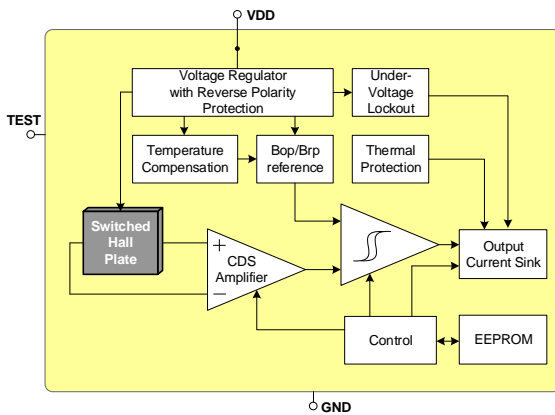 VDD
Voltage Regulator
with Reverse Polarity
Protection
Under-
Voltage
Lockout
TEST
Temperature
Compensation
Bop/Brp
reference
Thermal
Protection
Switched
Hall
Plate
+
−
CDS
Amplifier
Output
Current Sink
Control
EEPROM
GND